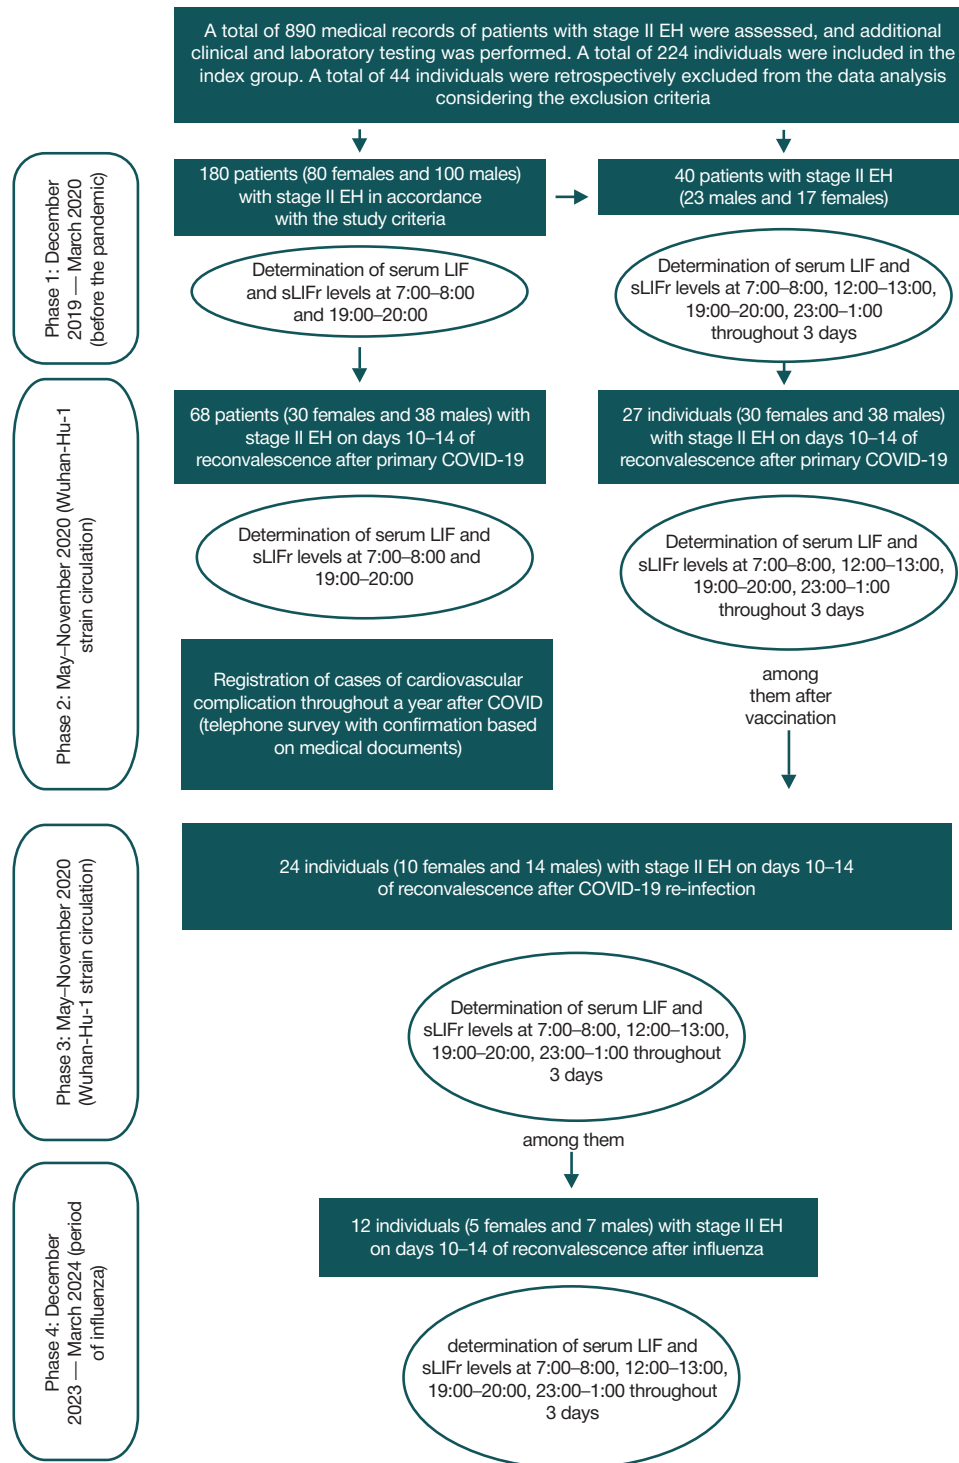 A total of 890 medical records of patients with stage II EH were assessed, and additional
clinical and laboratory testing was performed. A total of 224 individuals were included in the
index group. A total of 44 individuals were retrospectively excluded from the data analysis
considering the exclusion criteria
Phase 1: December
2019 — March 2020
(before the pandemic)
180 patients (80 females and 100 males)
with stage II EH in accordance
with the study criteria
40 patients with stage II EH
(23 males and 17 females)
Determination of serum LIF
and sLIFr levels at 7:00–8:00
and 19:00–20:00
Determination of serum LIF and
sLIFr levels at 7:00–8:00, 12:00–13:00,
19:00–20:00, 23:00–1:00
throughout 3 days
Phase 2: May–November 2020 (Wuhan-Hu-1
strain circulation)
68 patients (30 females and 38 males) with
stage II EH on days 10–14 of
reconvalescence after primary COVID-19
27 individuals (30 females and 38 males)
with stage II EH on days 10–14 of
reconvalescence after primary COVID-19
Determination of serum LIF and
sLIFr levels at 7:00–8:00 and
19:00–20:00
Determination of serum LIF and
sLIFr levels at 7:00–8:00, 12:00–13:00,
19:00–20:00, 23:00–1:00
throughout 3 days
Registration of cases of cardiovascular
complication throughout a year after COVID
(telephone survey with confirmation based
on medical documents)
among
them after
vaccination
Phase 3: May–November 2020
(Wuhan-Hu-1 strain circulation)
24 individuals (10 females and 14 males) with stage II EH on days 10–14
of reconvalescence after COVID-19 re-infection
Determination of serum LIF and
sLIFr levels at 7:00–8:00, 12:00–13:00,
19:00–20:00, 23:00–1:00 throughout
3 days
among them
Phase 4: December
2023 — March 2024 (period
of influenza)
12 individuals (5 females and 7 males) with stage II EH
on days 10–14 of reconvalescence after influenza
determination of serum LIF and
sLIFr levels at 7:00–8:00, 12:00–13:00,
19:00–20:00, 23:00–1:00 throughout
3 days